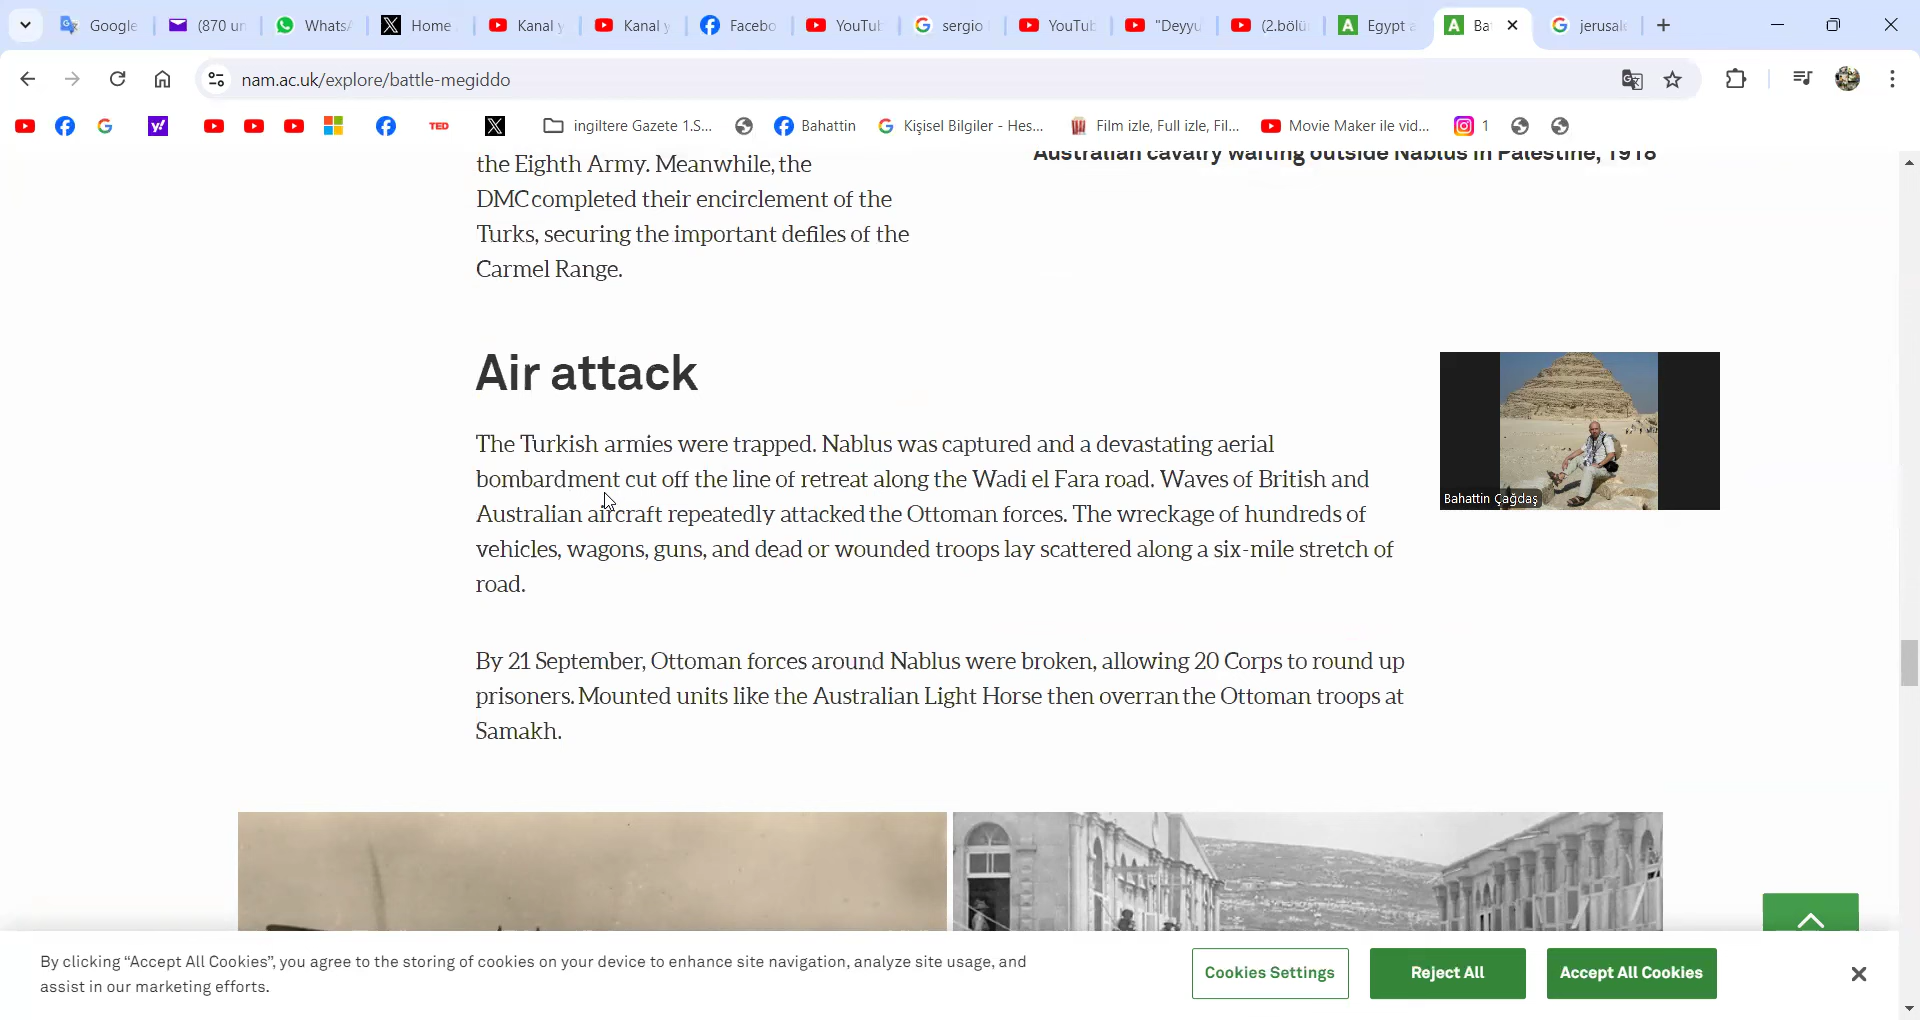 Google
(870 un
WhatsA
Home
Kanal y
Kanal y
Facebo
YouTub
sergio
YouTub
"Deyyu
(2.bölü
Egypt a
Ba
jerusale
nam.ac.uk/explore/battle-megiddo
y!
TED
ingiltere Gazete 1.S...
Bahattin
Kişisel Bilgiler - Hes...
Film izle, Full izle, Fil...
Movie Maker ile vid...
1
the Eighth Army. Meanwhile, the
DMC completed their encirclement of the
Turks, securing the important defiles of the
Carmel Range.
Australian cavalry waiting outside Nablus in Palestine, 1918
Air attack
The Turkish armies were trapped. Nablus was captured and a devastating aerial
bombardment cut off the line of retreat along the Wadi el Fara road. Waves of British and
Australian aircraft repeatedly attacked the Ottoman forces. The wreckage of hundreds of
vehicles, wagons, guns, and dead or wounded troops lay scattered along a six-mile stretch of
road.
Bahattin Çağdaş
By 21 September, Ottoman forces around Nablus were broken, allowing 20 Corps to round up
prisoners. Mounted units like the Australian Light Horse then overran the Ottoman troops at
Samakh.
By clicking “Accept All Cookies”, you agree to the storing of cookies on your device to enhance site navigation, analyze site usage, and
assist in our marketing efforts.
Cookies Settings
Reject All
Accept All Cookies